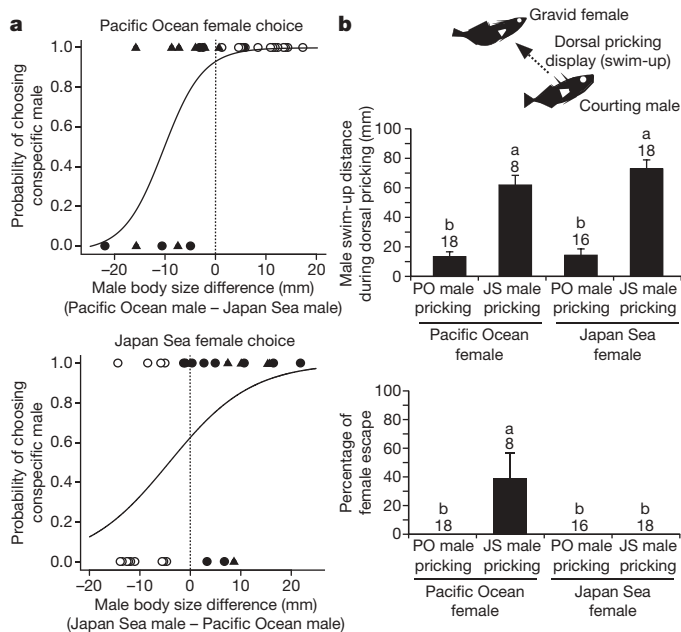 a
Pacific Ocean female choice
Probability of choosing
conspecific male
1.0
0.8
0.6
0.4
0.2
0.0
−20 −10 0 10 20
Male body size difference (mm)
(Pacific Ocean male – Japan Sea male)
Japan Sea female choice
Probability of choosing
conspecific male
1.0
0.8
0.6
0.4
0.2
0.0
−20 −10 0 10 20
Male body size difference (mm)
(Japan Sea male – Pacific Ocean male)
b
Gravid female
Dorsal pricking
display (swim-up)
Courting male
Male swim-up distance
during dorsal pricking (mm)
100
80
60
40
20
0
b
18
a
8
b
16
a
18
PO male JS male PO male JS male
pricking pricking pricking pricking
Pacific Ocean Japan Sea
female female
Percentage of
female escape
100
80
60
40
20
0
b
18
a
8
b
16
b
18
PO male JS male PO male JS male
pricking pricking pricking pricking
Pacific Ocean Japan Sea
female female